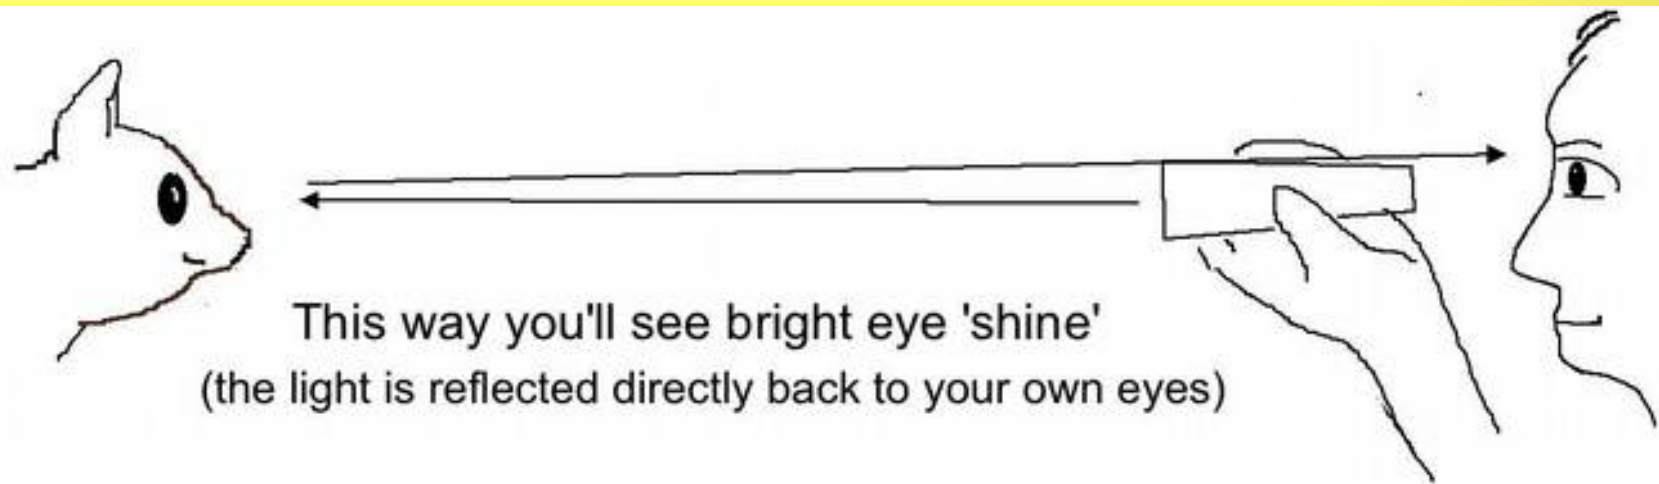 This way you'll see bright eye 'shine'
(the light is reflected directly back to your own eyes)